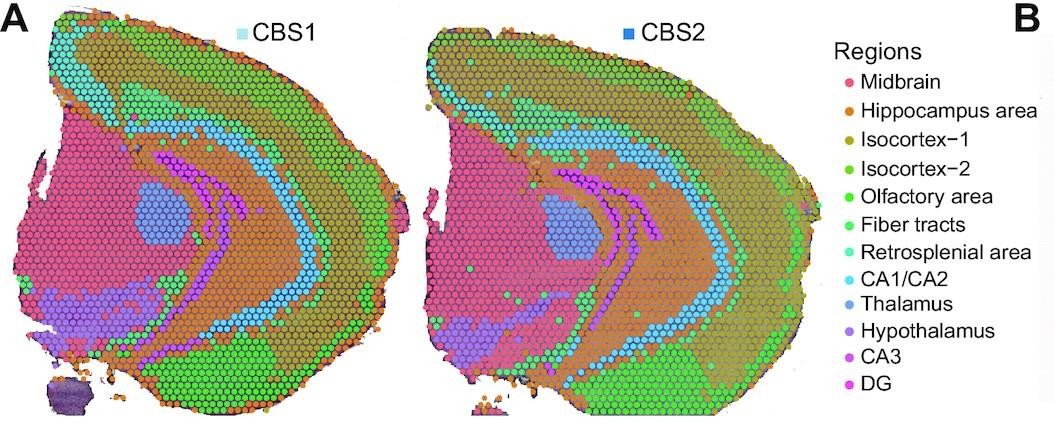 A
CBS1
CBS2
B
Regions
Midbrain
Hippocampus area
Isocortex−1
Isocortex−2
Olfactory area
Fiber tracts
Retrosplenial area
CA1/CA2
Thalamus
Hypothalamus
CA3
DG